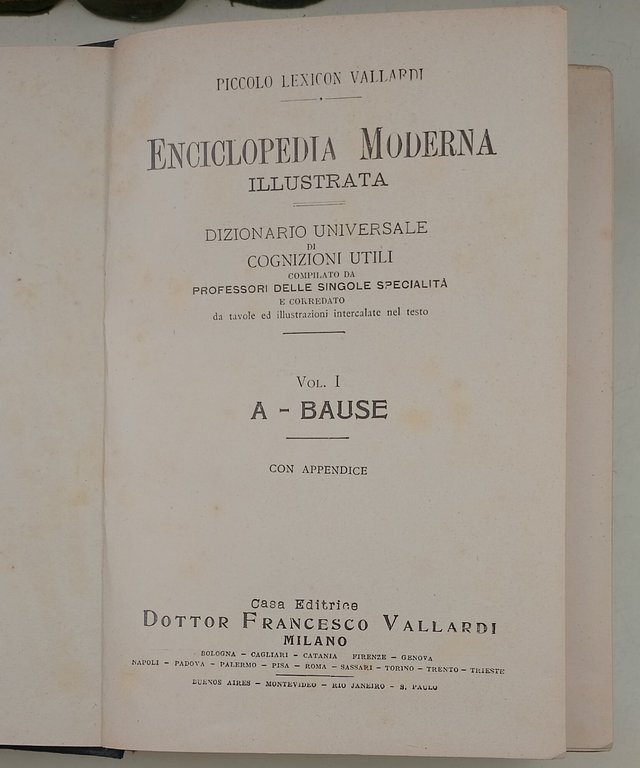 PICCOLO LEXICON VALLARDI
ENCICLOPEDIA MODERNA
ILLUSTRATA
DIZIONARIO UNIVERSALE
DI
COGNIZIONI UTILI
COMPILATO DA
PROFESSORI DELLE SINGOLE SPECIALITÀ
E CORREDATO
da tavole ed illustrazioni intercalate nel testo
VOL. I
A - BAUSE
CON APPENDICE
Casa Editrice
DOTTOR FRANCESCO VALLARDI
MILANO
BOLOGNA - CAGLIARI - CATANIA FIRENZE - GENOVA
NAPOLI - PADOVA - PALERMO - PISA - ROMA - SASSARI - TORINO - TRENTO - TRIESTE
BUENOS AIRES - MONTEVIDEO - RIO JANEIRO - S. PAULO